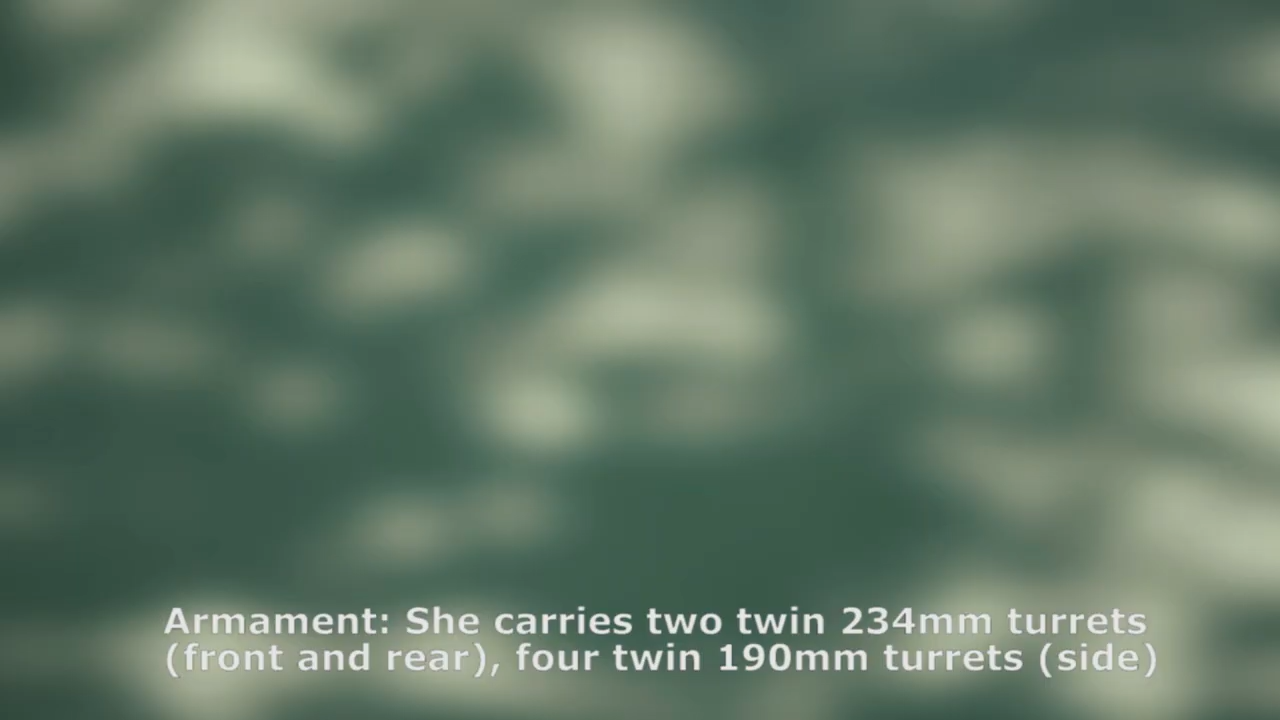 Armament: She carries two twin 234mm turrets
(front and rear), four twin 190mm turrets (side)